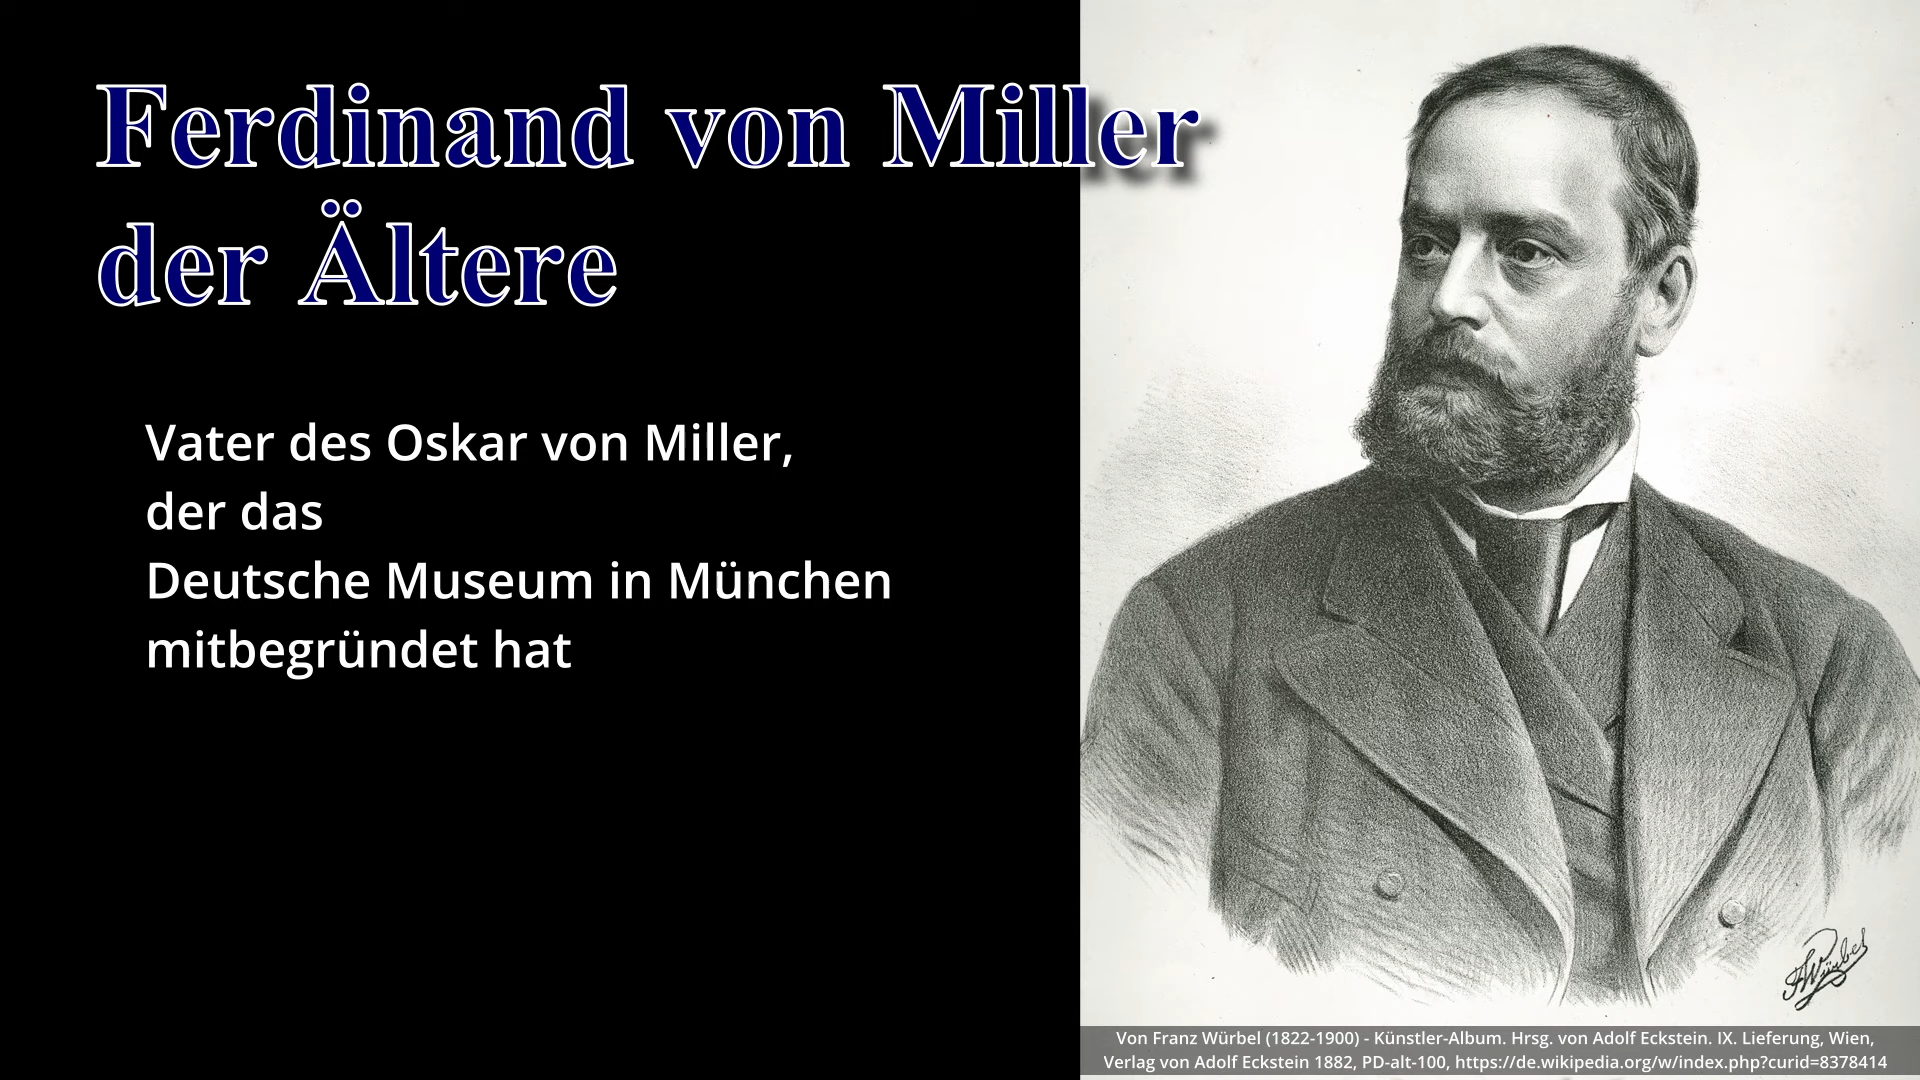 Ferdinand von Miller
der Ältere
Vater des Oskar von Miller,
der das
Deutsche Museum in München
mitbegründet hat
FWürbel
Von Franz Würbel (1822-1900) - Künstler-Album. Hrsg. von Adolf Eckstein. IX. Lieferung, Wien,
Verlag von Adolf Eckstein 1882, PD-alt-100, https://de.wikipedia.org/w/index.php?curid=8378414